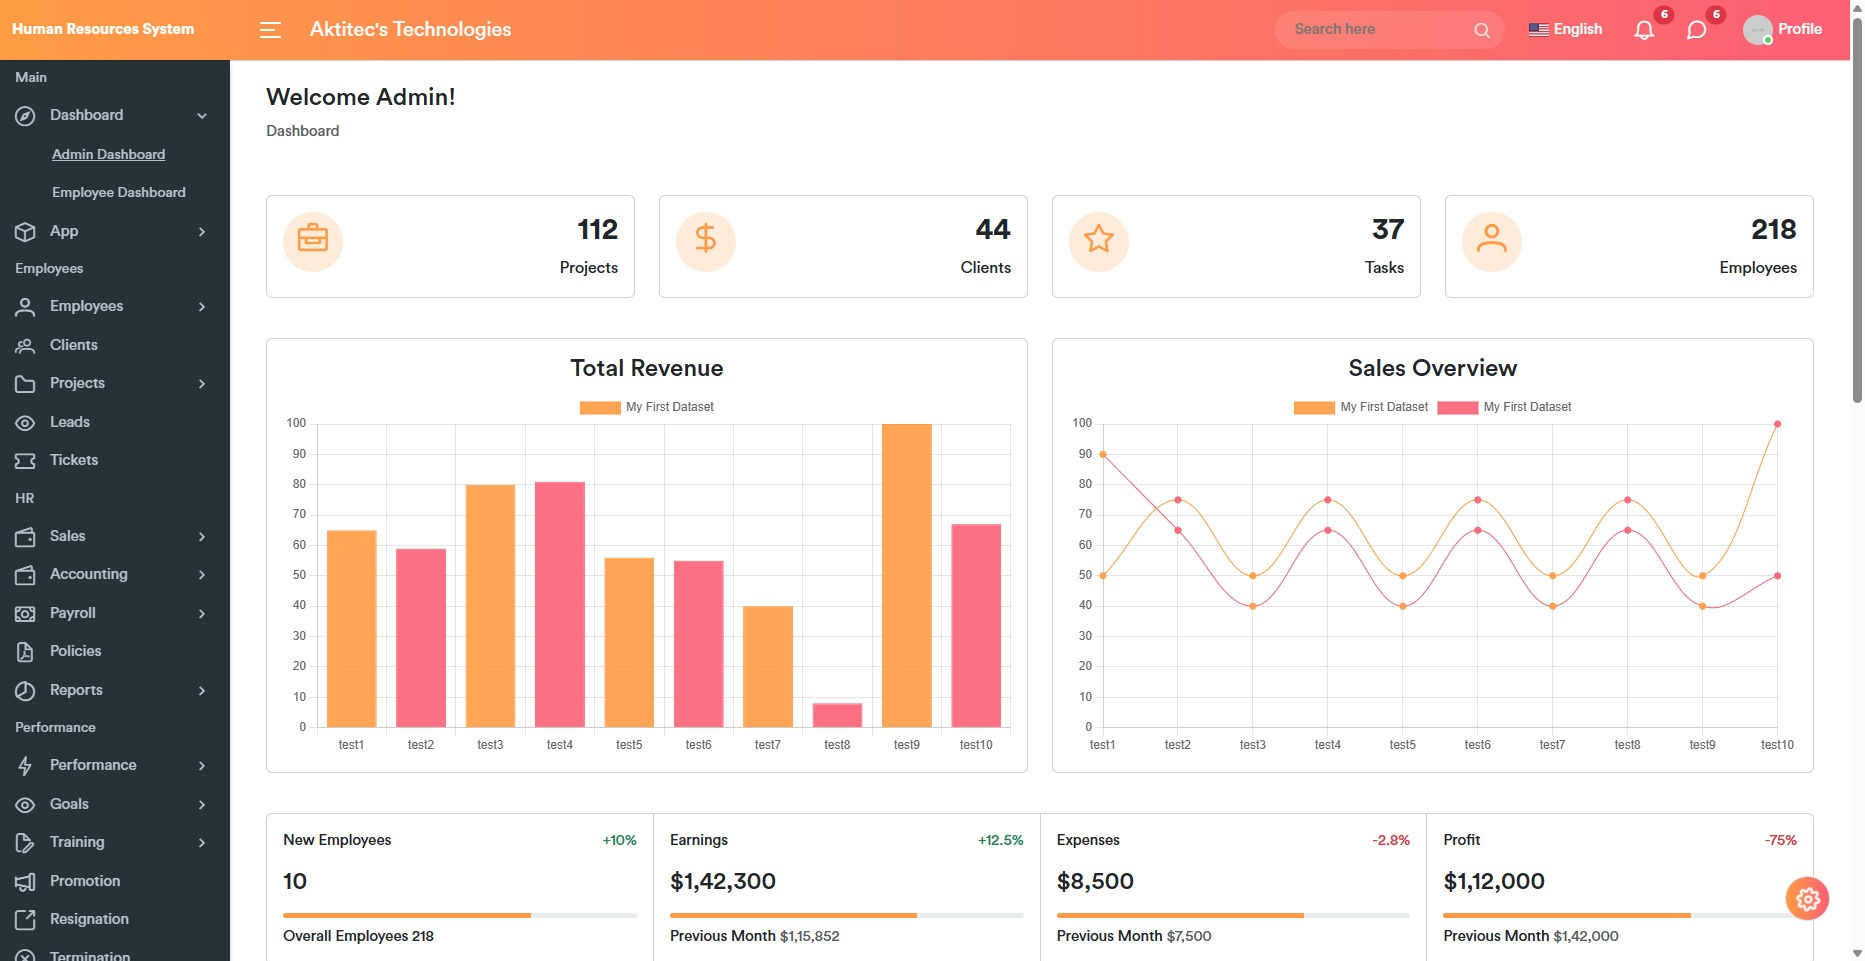 Human Resources System
Aktitec's Technologies
Search here
English
6
6
Profile
Main
Dashboard
Admin Dashboard
Employee Dashboard
App
Employees
Employees
Clients
Projects
Leads
Tickets
HR
Sales
Accounting
Payroll
Policies
Reports
Performance
Performance
Goals
Training
Promotion
Resignation
Termination
Welcome Admin!
Dashboard
112
Projects
44
Clients
37
Tasks
218
Employees
Total Revenue
My First Dataset
100
90
80
70
60
50
40
30
20
10
0
test1 test2 test3 test4 test5 test6 test7 test8 test9 test10
Sales Overview
My First Dataset My First Dataset
100
90
80
70
60
50
40
30
20
10
0
test1 test2 test3 test4 test5 test6 test7 test8 test9 test10
New Employees +10%
10
Overall Employees 218
Earnings +12.5%
$1,42,300
Previous Month $1,15,852
Expenses -2.8%
$8,500
Previous Month $7,500
Profit -75%
$1,12,000
Previous Month $1,42,000